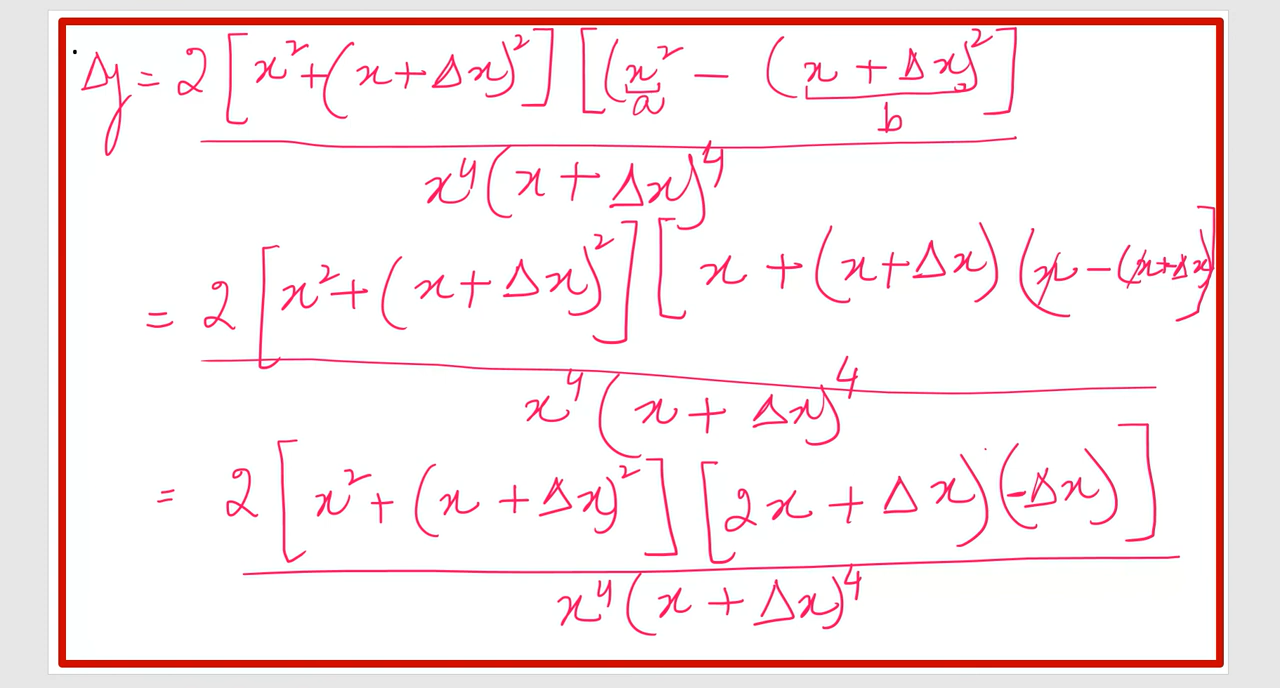 Δy = 2[x²+(x+Δx)²][(x² - (x+Δx)²]
a b
x⁴(x+Δx)⁴
= 2[x²+(x+Δx)²][x+(x+Δx)(x-(x+Δx)]
x⁴(x+Δx)⁴
= 2[x²+(x+Δx)²][2x+Δx)(-Δx)]
x⁴(x+Δx)⁴